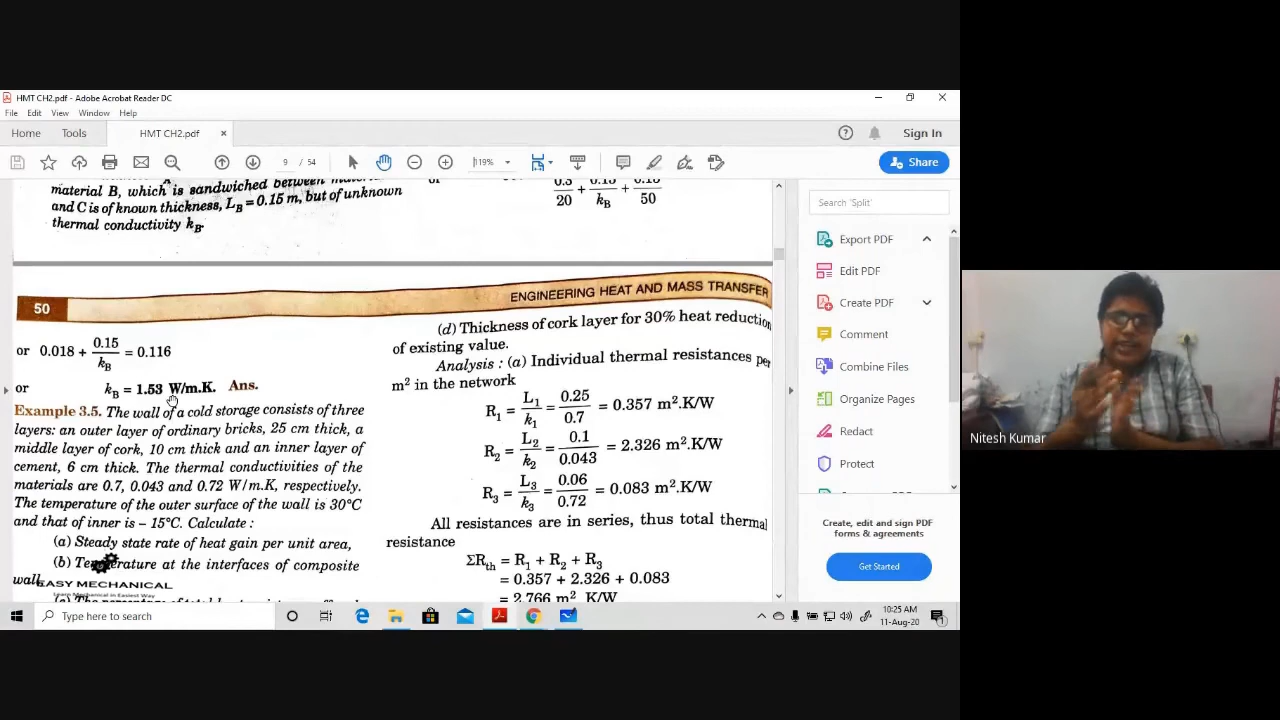 HMT CH2.pdf - Adobe Acrobat Reader DC
File Edit View Window Help
Home Tools HMT CH2.pdf × Sign In
9 / 54 119% Share
material B, which is sandwiched between
and C is of known thickness, L_B = 0.15 m, but of unknown
thermal conductivity k_B.
or
20 + k_B + 50
50
ENGINEERING HEAT AND MASS TRANSFER
or 0.018 + 0.15/k_B = 0.116
or k_B = 1.53 W/m.K. Ans.
Example 3.5. The wall of a cold storage consists of three
layers: an outer layer of ordinary bricks, 25 cm thick, a
middle layer of cork, 10 cm thick and an inner layer of
cement, 6 cm thick. The thermal conductivities of the
materials are 0.7, 0.043 and 0.72 W/m.K, respectively.
The temperature of the outer surface of the wall is 30°C
and that of inner is – 15°C. Calculate :
(a) Steady state rate of heat gain per unit area,
(b) Temperature at the interfaces of composite
wall,
EASY MECHANICAL
Learn Mechanical in Easiest Way
(d) Thickness of cork layer for 30% heat reduction
of existing value.
Analysis : (a) Individual thermal resistances per
m² in the network
R₁ = L₁/k₁ = 0.25/0.7 = 0.357 m².K/W
R₂ = L₂/k₂ = 0.1/0.043 = 2.326 m².K/W
R₃ = L₃/k₃ = 0.06/0.72 = 0.083 m².K/W
All resistances are in series, thus total thermal
resistance
ΣR_th = R₁ + R₂ + R₃
= 0.357 + 2.326 + 0.083
= 2.766 m² K/W
Search 'Split'
Export PDF
Edit PDF
Create PDF
Comment
Combine Files
Organize Pages
Redact
Protect
Create, edit and sign PDF
forms & agreements
Get Started
Nitesh Kumar
Type here to search
10:25 AM
11-Aug-20